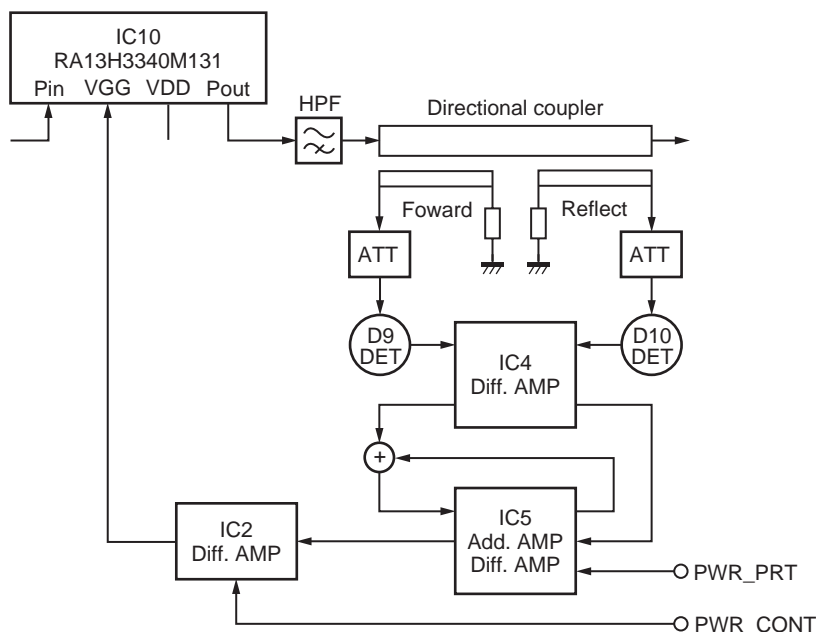 IC10
RA13H3340M131
Pin VGG VDD Pout
HPF
Directional coupler
Foward
Reflect
ATT
ATT
D9
DET
D10
DET
IC4
Diff. AMP
+
IC5
Add. AMP
Diff. AMP
IC2
Diff. AMP
PWR_PRT
PWR_CONT